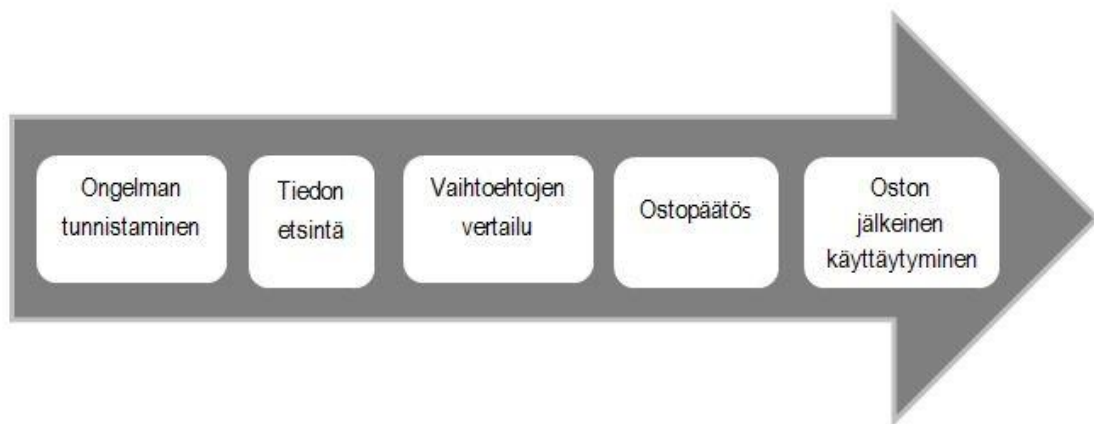 Ongelman
tunnistaminen
Tiedon
etsintä
Vaihtoehtojen
vertailu
Ostopäätös
Oston
jälkeinen
käyttäytyminen